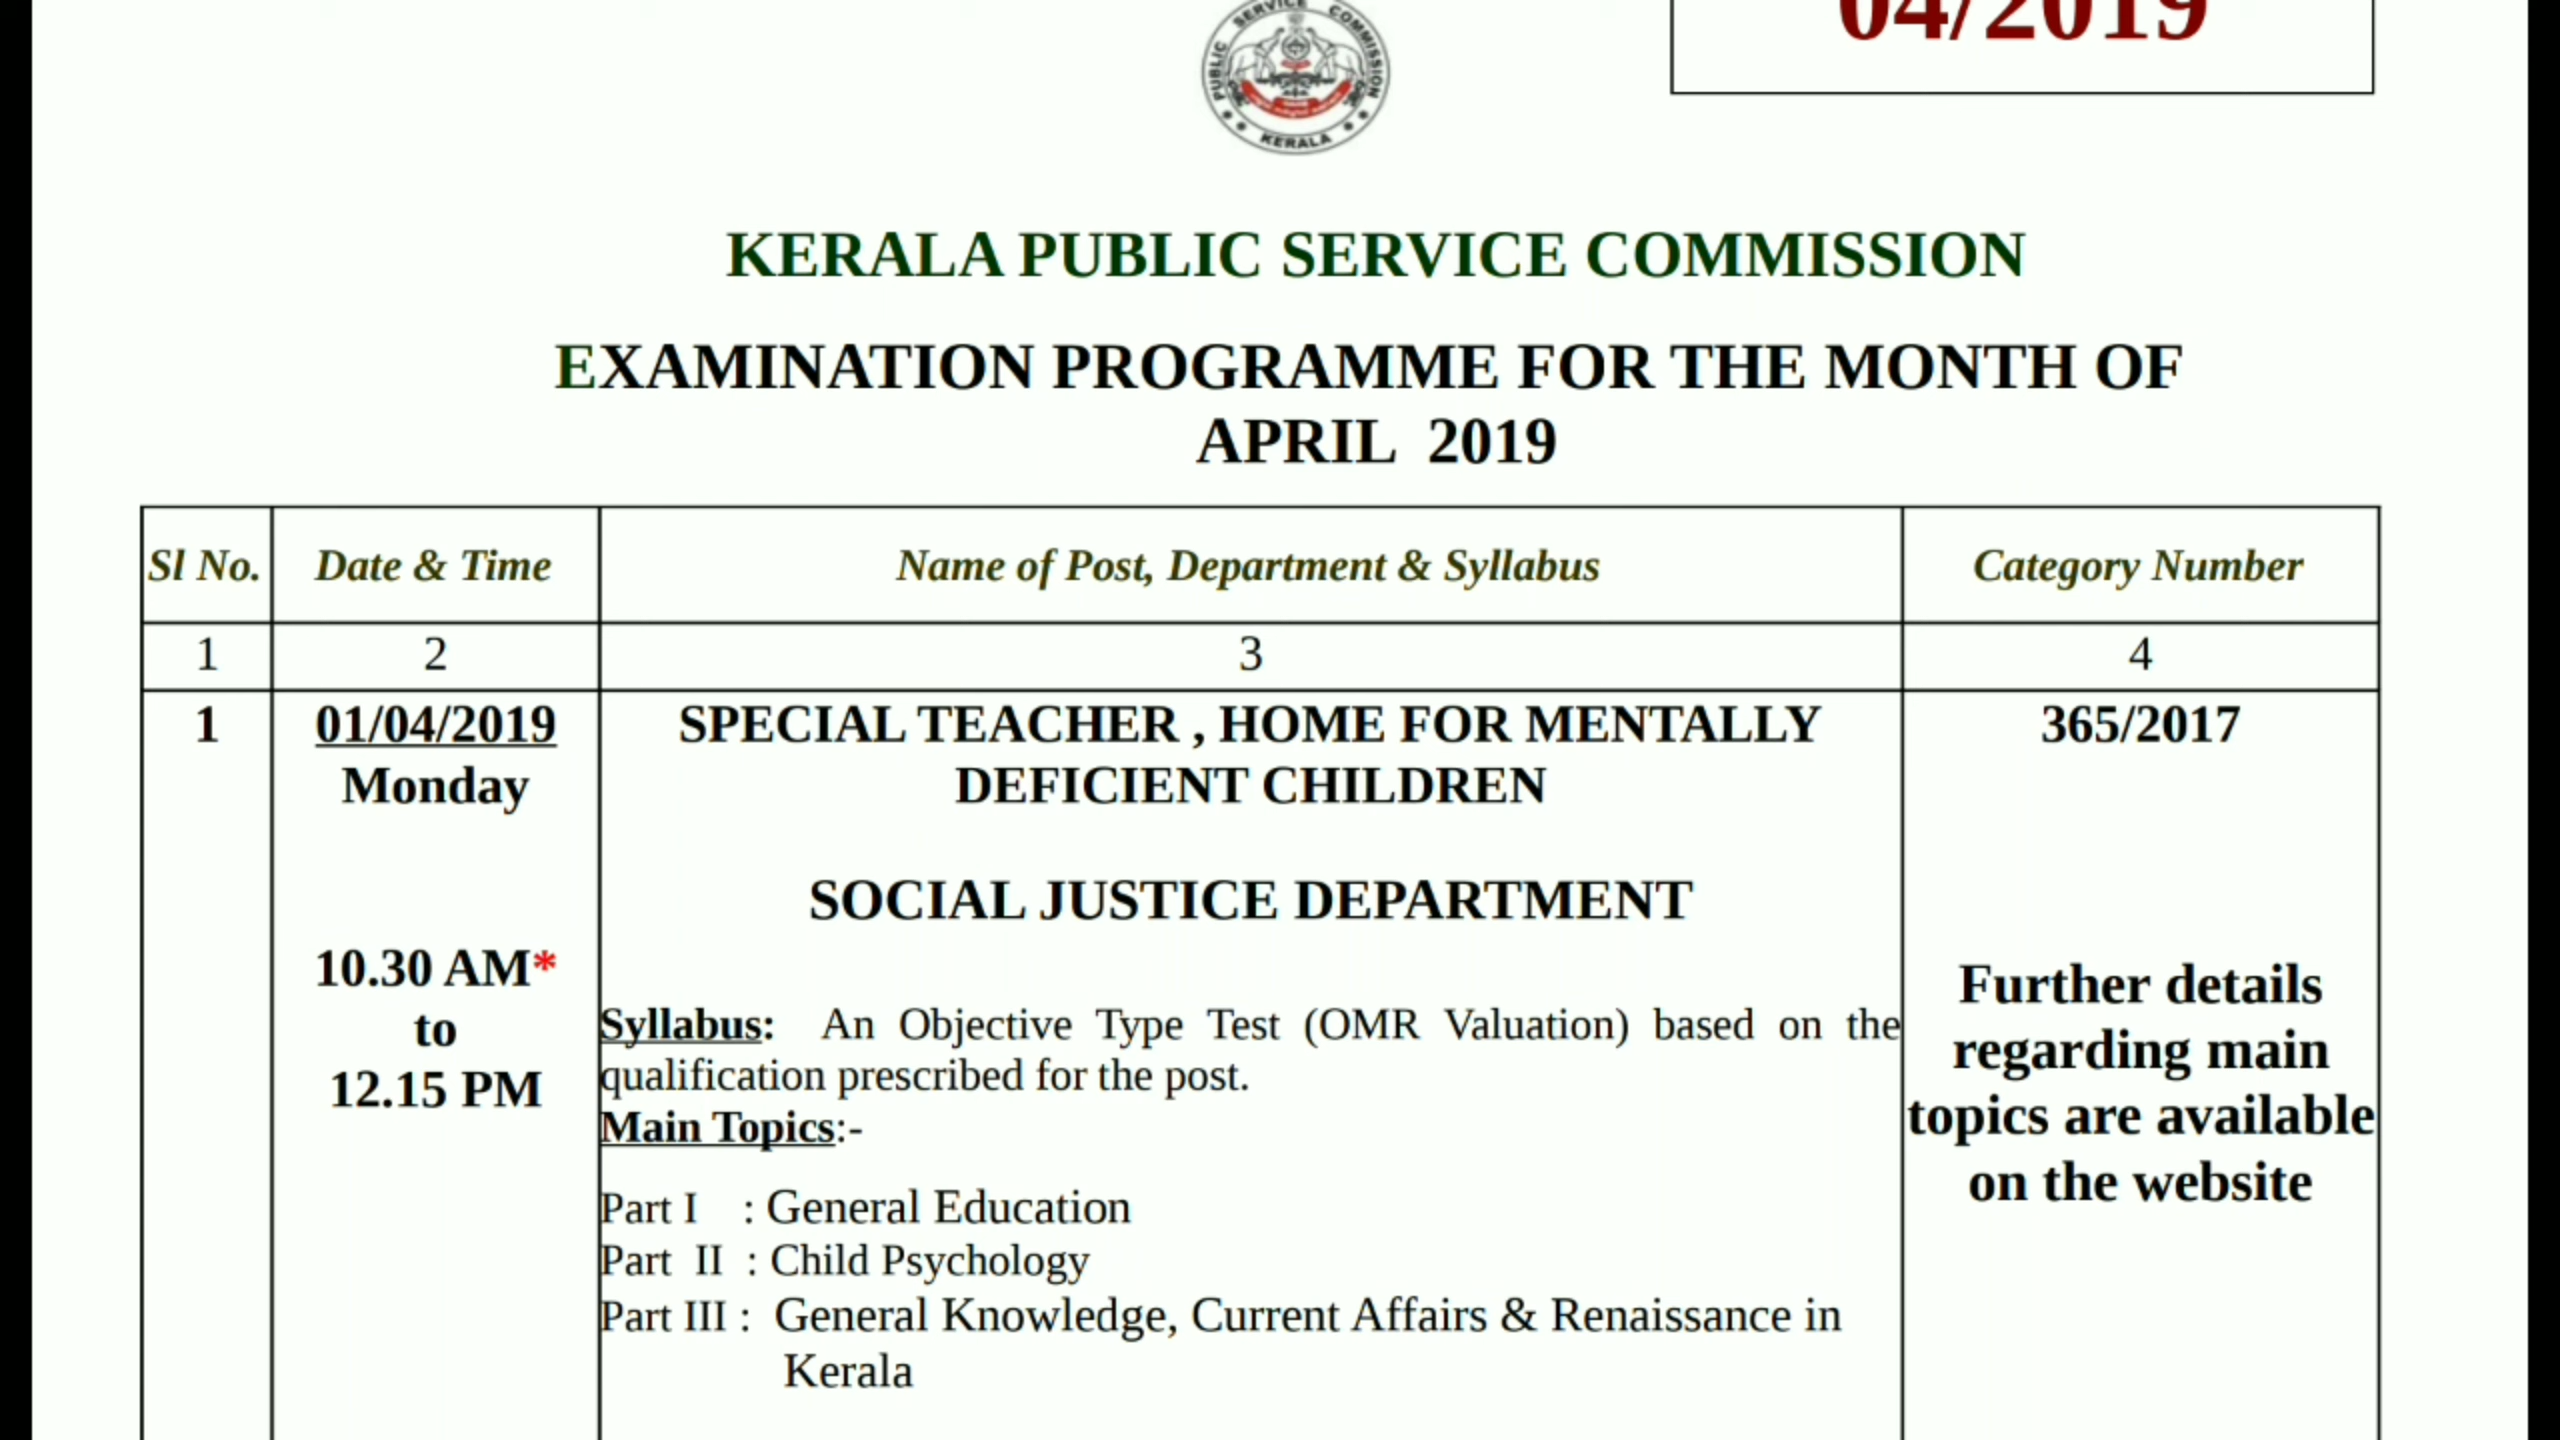 04/2019
PUBLIC SERVICE COMMISSION
KERALA
KERALA PUBLIC SERVICE COMMISSION
EXAMINATION PROGRAMME FOR THE MONTH OF
APRIL 2019
Sl No. Date & Time Name of Post, Department & Syllabus Category Number
1 2 3 4
1 01/04/2019 SPECIAL TEACHER , HOME FOR MENTALLY 365/2017
Monday DEFICIENT CHILDREN
SOCIAL JUSTICE DEPARTMENT
10.30 AM* Further details
to Syllabus: An Objective Type Test (OMR Valuation) based on the regarding main
12.15 PM qualification prescribed for the post. topics are available
Main Topics:- on the website
Part I : General Education
Part II : Child Psychology
Part III : General Knowledge, Current Affairs & Renaissance in
Kerala